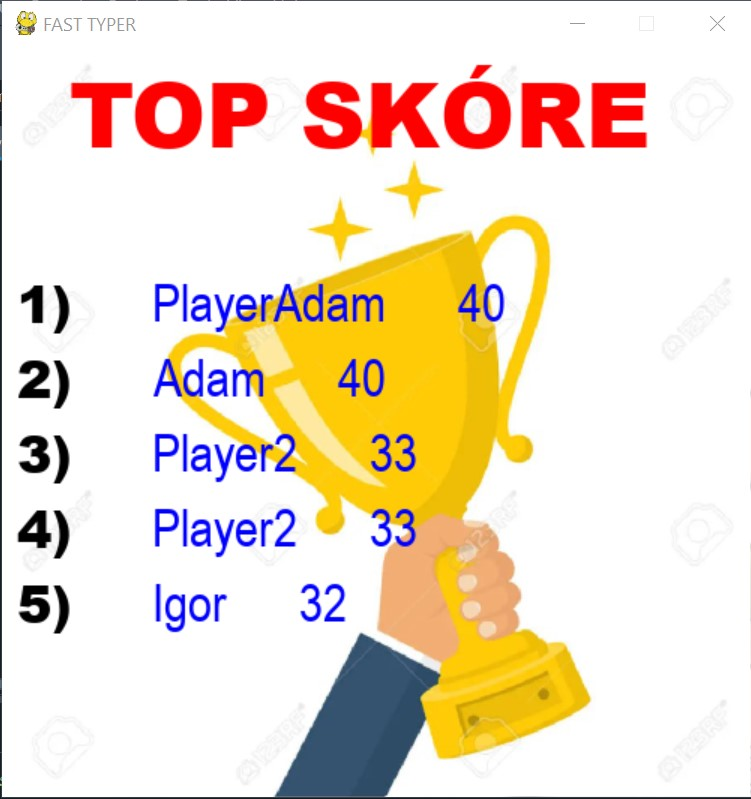 FAST TYPER
TOP SKÓRE
1) PlayerAdam 40
2) Adam 40
3) Player2 33
4) Player2 33
5) Igor 32
123RF